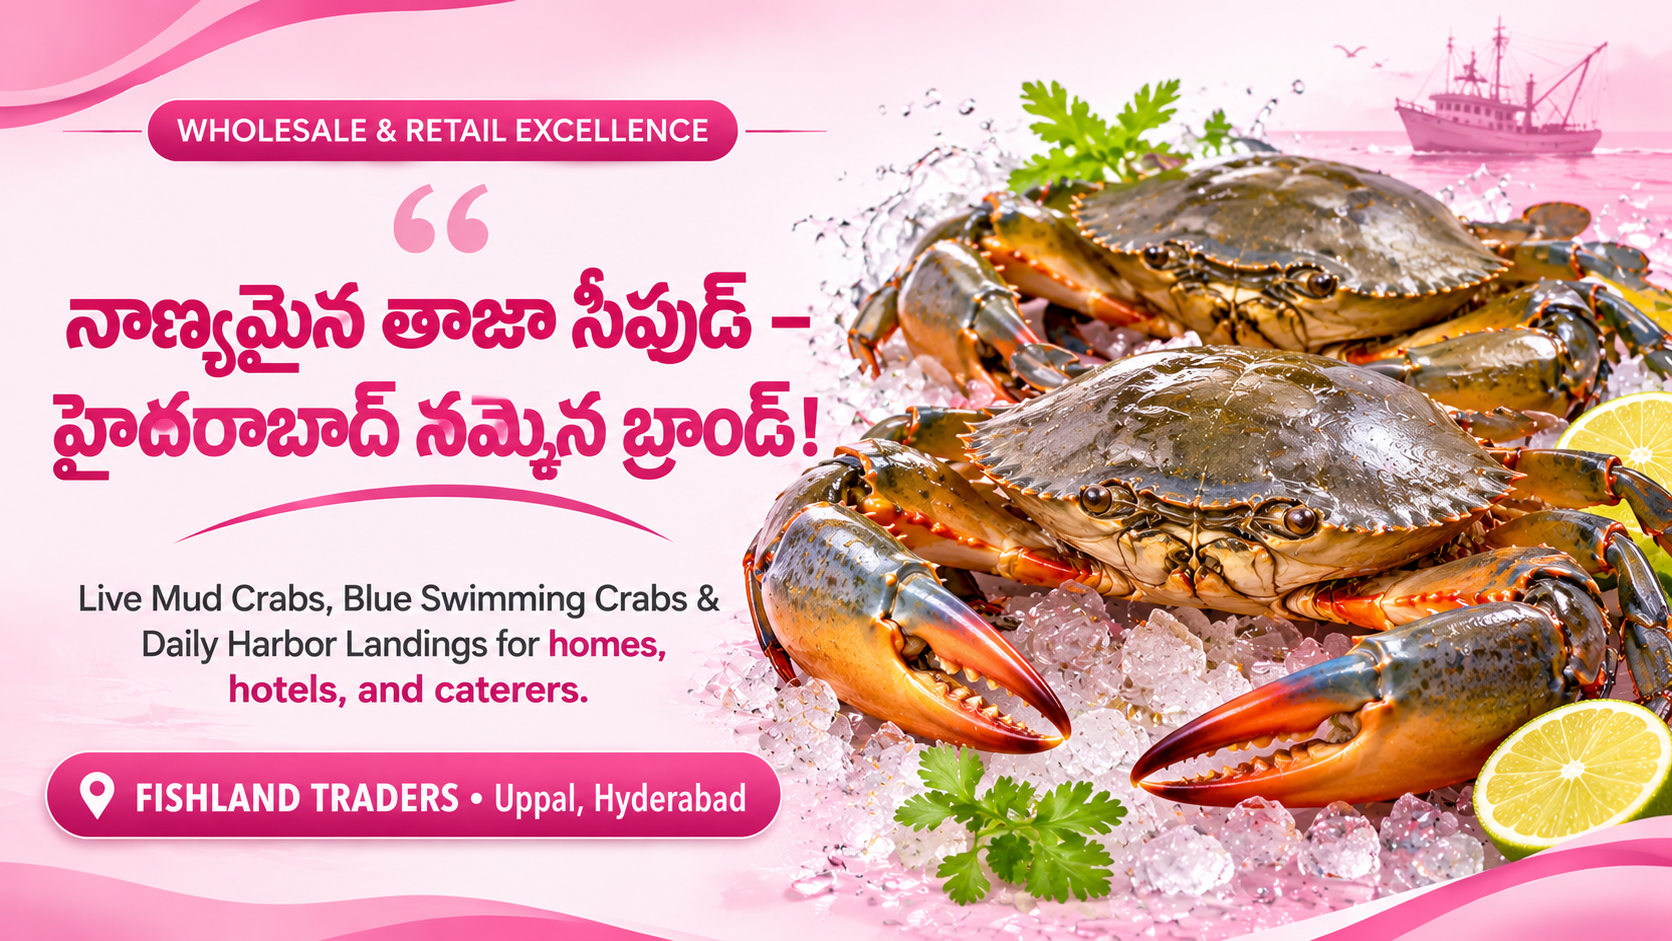 WHOLESALE & RETAIL EXCELLENCE
“
నాణ్యమైన తాజా సీఫుడ్ –
హైదరాబాద్ నమ్మైన బ్రాండ్!
Live Mud Crabs, Blue Swimming Crabs &
Daily Harbor Landings for homes,
hotels, and caterers.
FISHLAND TRADERS • Uppal, Hyderabad